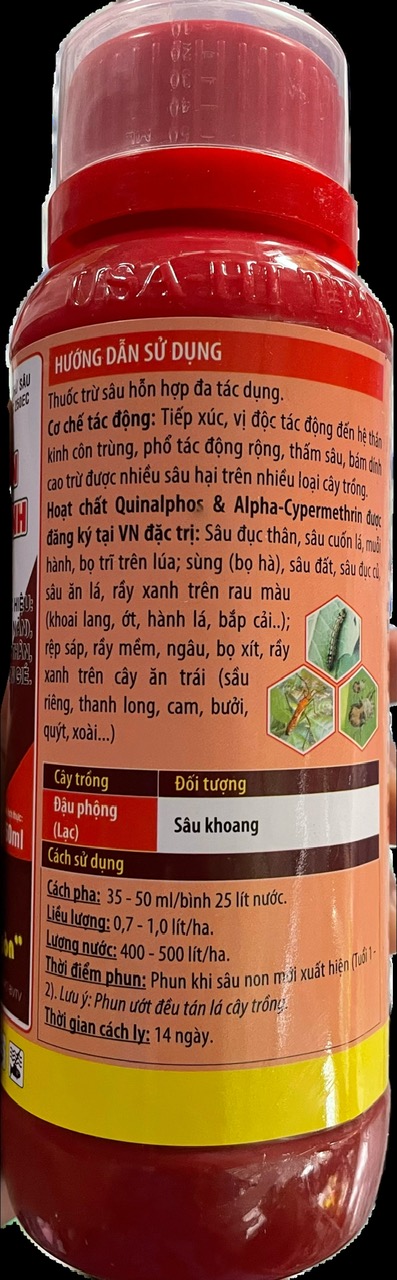 USA
HƯỚNG DẪN SỬ DỤNG
Thuốc trừ sâu hỗn hợp đa tác dụng.
Cơ chế tác động: Tiếp xúc, vị độc tác động đến hệ thần
kinh côn trùng, phổ tác động rộng, thấm sâu, bám dính
cao trừ được nhiều sâu hại trên nhiều loại cây trồng.
Hoạt chất Quinalphos & Alpha-Cypermethrin được
đăng ký tại VN đặc trị: Sâu đục thân, sâu cuốn lá, muỗi
hành, bọ trĩ trên lúa; sùng (bọ hà), sâu đất, sâu đục củ,
sâu ăn lá, rầy xanh trên rau màu
(khoai lang, ớt, hành lá, bắp cải..);
rệp sáp, rầy mềm, ngâu, bọ xít, rầy
xanh trên cây ăn trái (sầu
riêng, thanh long, cam, bưởi,
quýt, xoài...)
Cây trồng Đối tượng
Đậu phộng
(Lạc)
Sâu khoang
Cách sử dụng
Cách pha: 35 - 50 ml/bình 25 lít nước.
Liều lượng: 0,7 - 1,0 lít/ha.
Lượng nước: 400 - 500 lít/ha.
Thời điểm phun: Phun khi sâu non mới xuất hiện (Tuổi 1 -
2). Lưu ý: Phun ướt đều tán lá cây trồng.
Thời gian cách ly: 14 ngày.